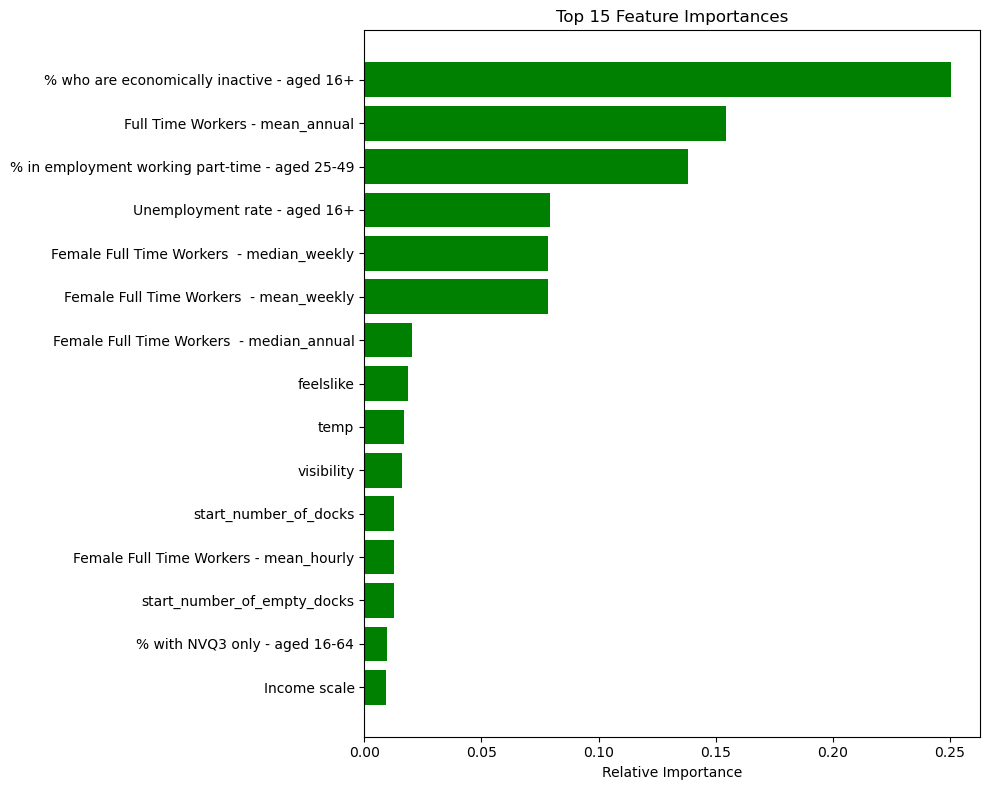 Top 15 Feature Importances
% who are economically inactive - aged 16+
Full Time Workers - mean_annual
% in employment working part-time - aged 25-49
Unemployment rate - aged 16+
Female Full Time Workers  - median_weekly
Female Full Time Workers  - mean_weekly
Female Full Time Workers  - median_annual
feelslike
temp
visibility
start_number_of_docks
Female Full Time Workers - mean_hourly
start_number_of_empty_docks
% with NVQ3 only - aged 16-64
Income scale
0.00 0.05 0.10 0.15 0.20 0.25
Relative Importance